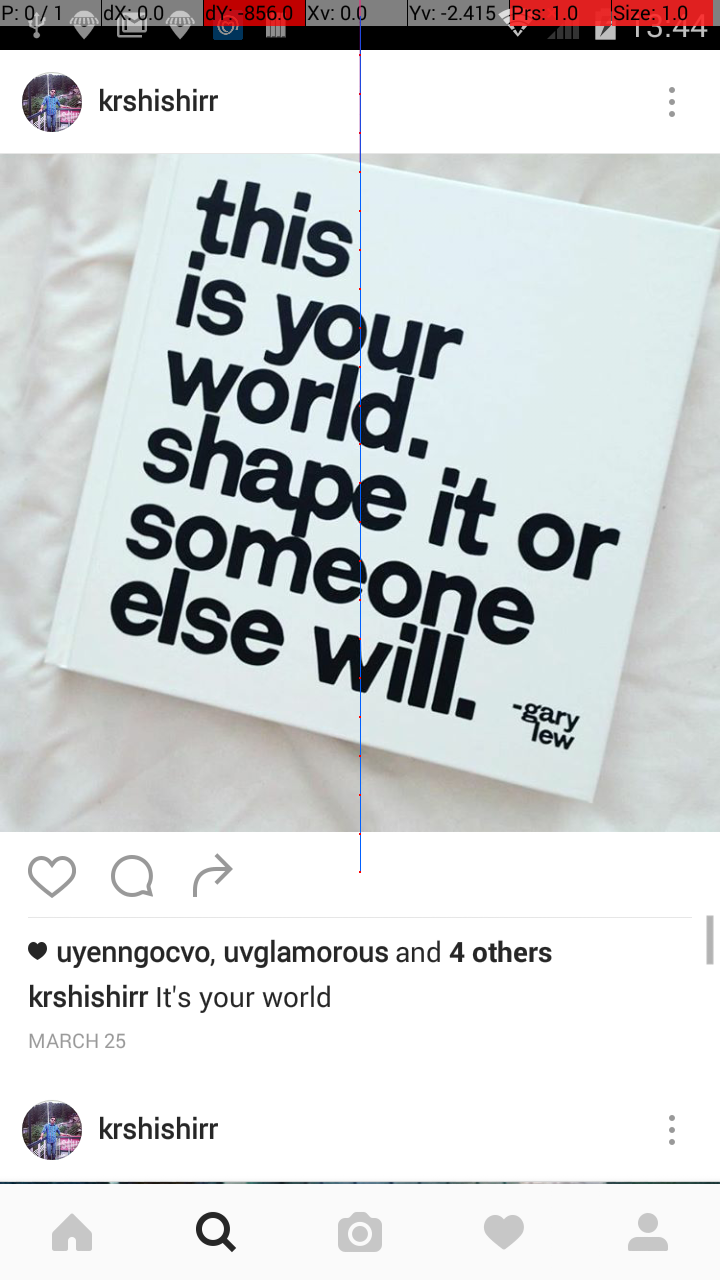 P: 0 / 1 dX: 0.0 dY: -856.0 Xv: 0.0 Yv: -2.415 Prs: 1.0 Size: 1.0
13:44
krshishirr
this
is your
world.
shape it or
someone
else will.
-gary
lew
uyenngocvo, uvglamorous and 4 others
krshishirr It's your world
MARCH 25
krshishirr